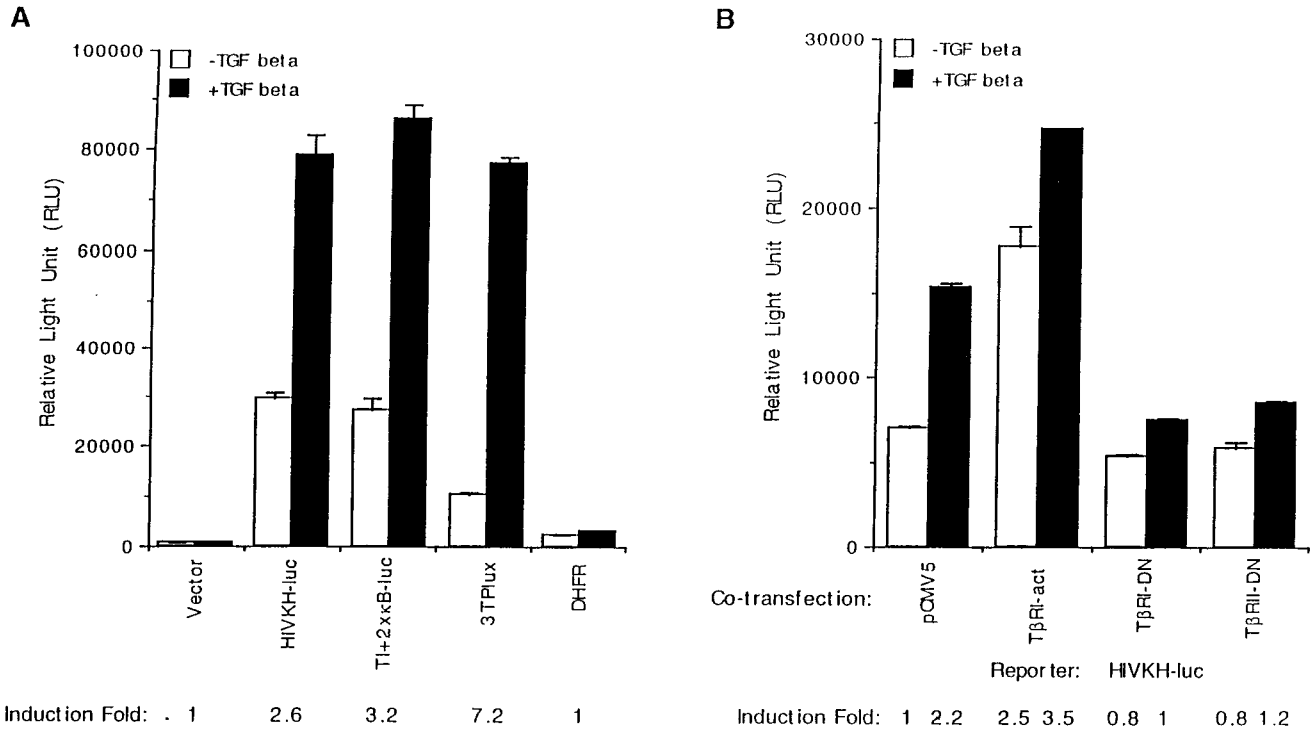 A
100000
80000
60000
40000
20000
0
Relative Light Unit (RLU)
-TGF beta
+TGF beta
Vector
HIVKH-luc
TI+2xκB-luc
3TPlux
DHFR
Induction Fold: 1 2.6 3.2 7.2 1
B
30000
20000
10000
0
Relative Light Unit (RLU)
-TGF beta
+TGF beta
Co-transfection:
pCMV5
TβRI-act
TβRI-DN
TβRII-DN
Reporter: HIVKH-luc
Induction Fold: 1 2.2 2.5 3.5 0.8 1 0.8 1.2